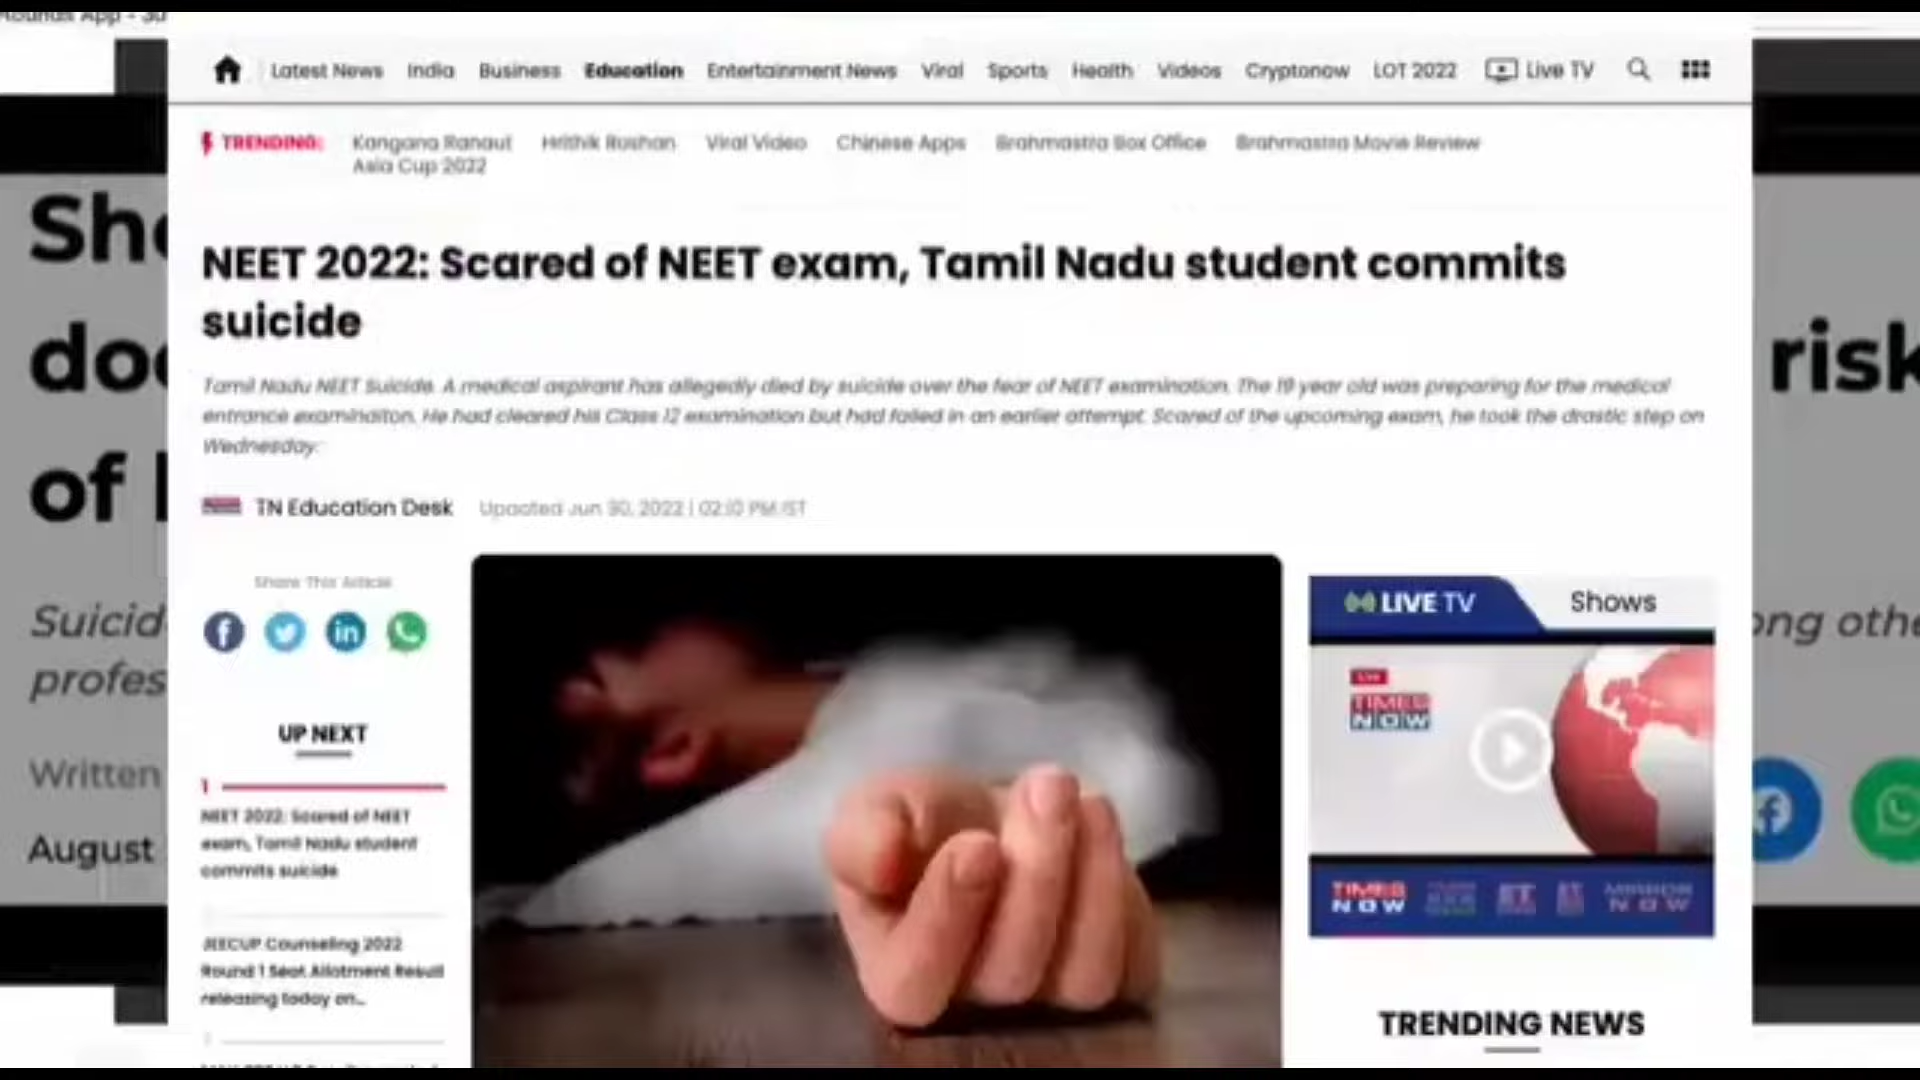 Latest News India Business Education Entertainment News Viral Sports Health Videos Cryptonow LOT 2022 Live TV
TRENDING: Kangana Ranaut Hrithik Roshan Viral Video Chinese Apps Brahmastra Box Office Brahmastra Movie Review
Asia Cup 2022
NEET 2022: Scared of NEET exam, Tamil Nadu student commits
suicide
Tamil Nadu NEET Suicide. A medical aspirant has allegedly died by suicide over the fear of NEET examination. The 19 year old was preparing for the medical
entrance examinaiton. He had cleared his Class 12 examination but had failed in an earlier attempt. Scared of the upcoming exam, he took the drastic step on
Wednesday.
TN Education Desk Updated Jun 30, 2022 | 02:10 PM IST
Share This Article
UP NEXT
1
NEET 2022: Scared of NEET
exam, Tamil Nadu student
commits suicide
JEECUP Counseling 2022
Round 1 Seat Allotment Result
releasing today on...
LIVE TV Shows
TIMES
NOW
TIMES
NOW
MIRROR
NOW
TRENDING NEWS
of
risk
Suicid
profes
Written
August